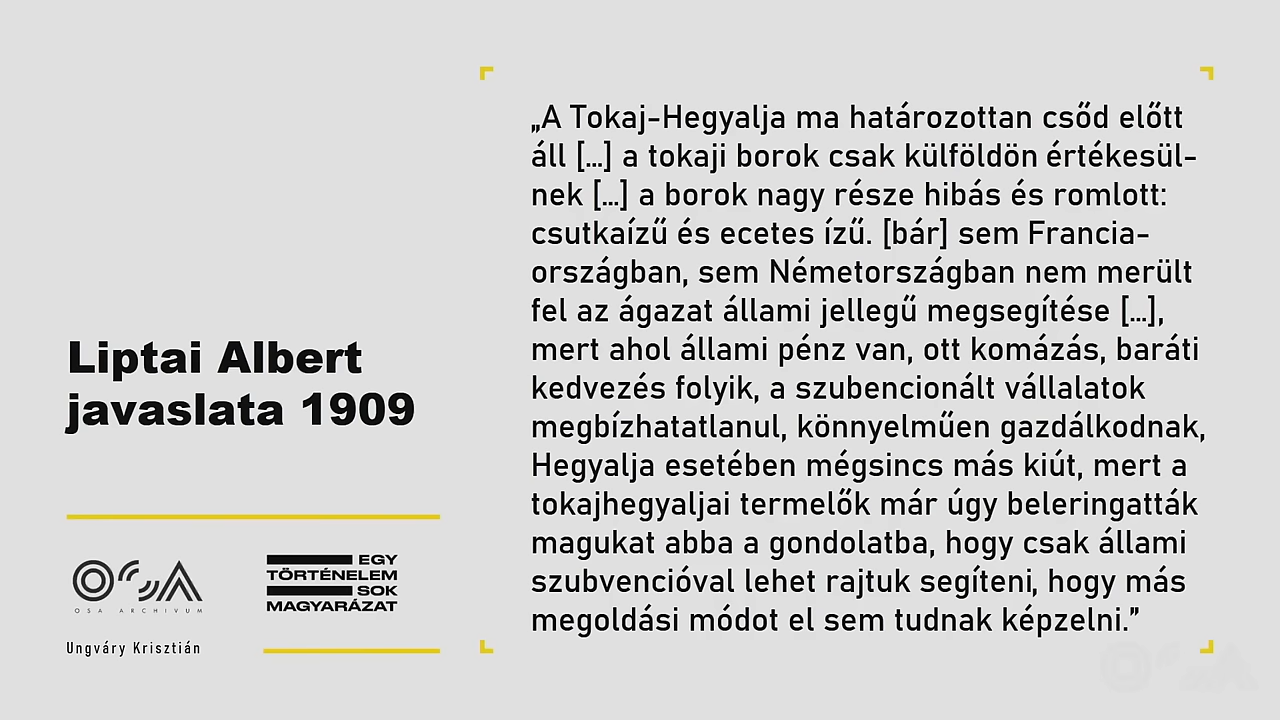 Liptai Albert
javaslata 1909
OSA ARCHIVUM
EGY
TÖRTÉNELEM
SOK
MAGYARÁZAT
Ungváry Krisztián
„A Tokaj-Hegyalja ma határozottan csőd előtt
áll [...] a tokaji borok csak külföldön értékesül-
nek [...] a borok nagy része hibás és romlott:
csutkaízű és ecetes ízű. [bár] sem Francia-
országban, sem Németországban nem merült
fel az ágazat állami jellegű megsegítése [...],
mert ahol állami pénz van, ott komázás, baráti
kedvezés folyik, a szubencionált vállalatok
megbízhatatlanul, könnyelműen gazdálkodnak,
Hegyalja esetében mégsincs más kiút, mert a
tokajhegyaljai termelők már úgy beleringatták
magukat abba a gondolatba, hogy csak állami
szubvencióval lehet rajtuk segíteni, hogy más
megoldási módot el sem tudnak képzelni.”